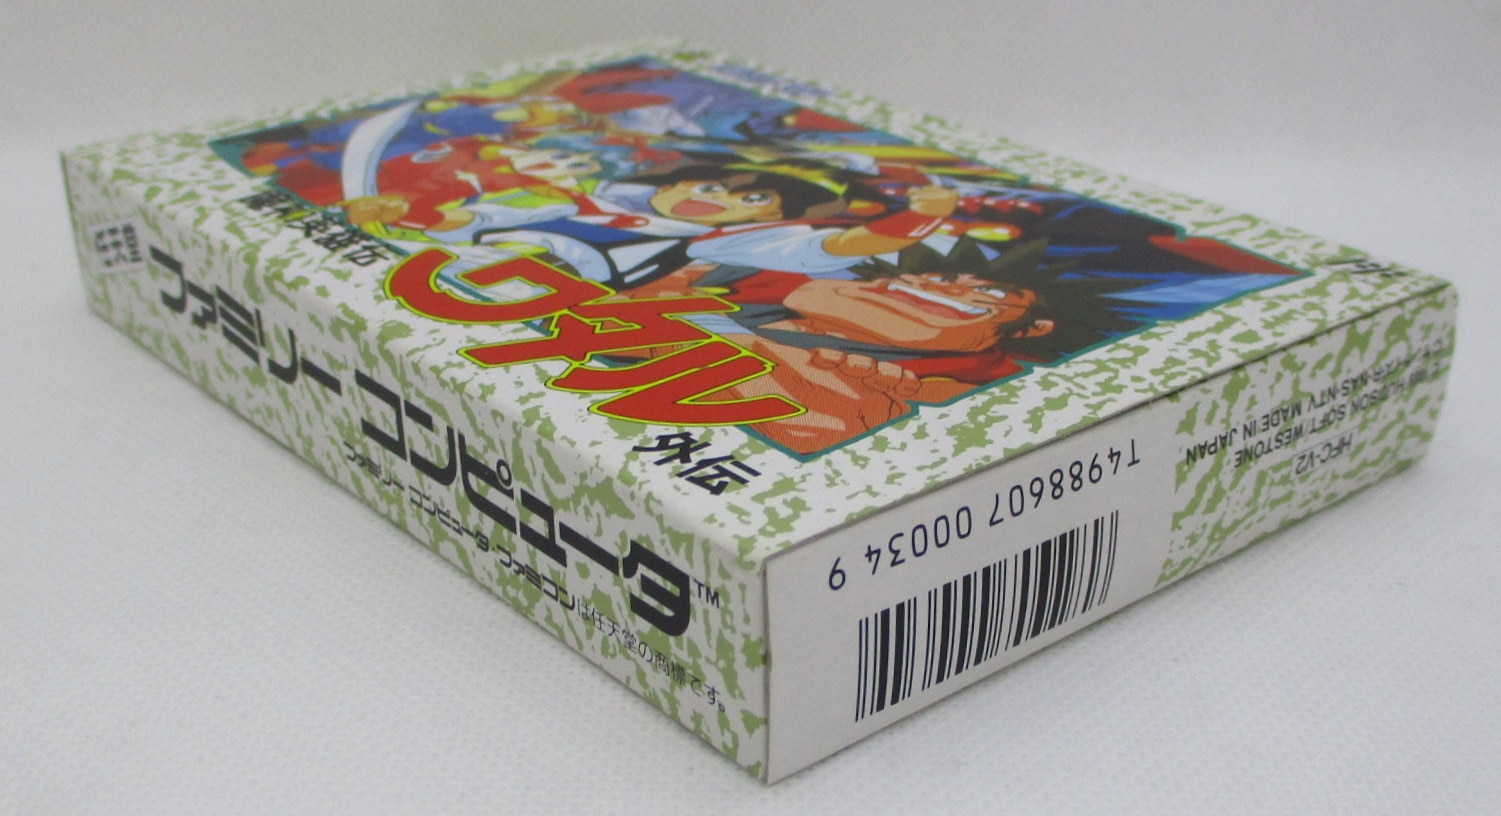 魔神英雄伝
ワタル
外伝
ファミリー コンピュータ™
ファミリー コンピュータ・ファミコンは任天堂の商標です。
T4988607 00034 9
HFC-V2
HUDSON SOFT/WESTONE
NAS・NTV MADE IN JAPAN